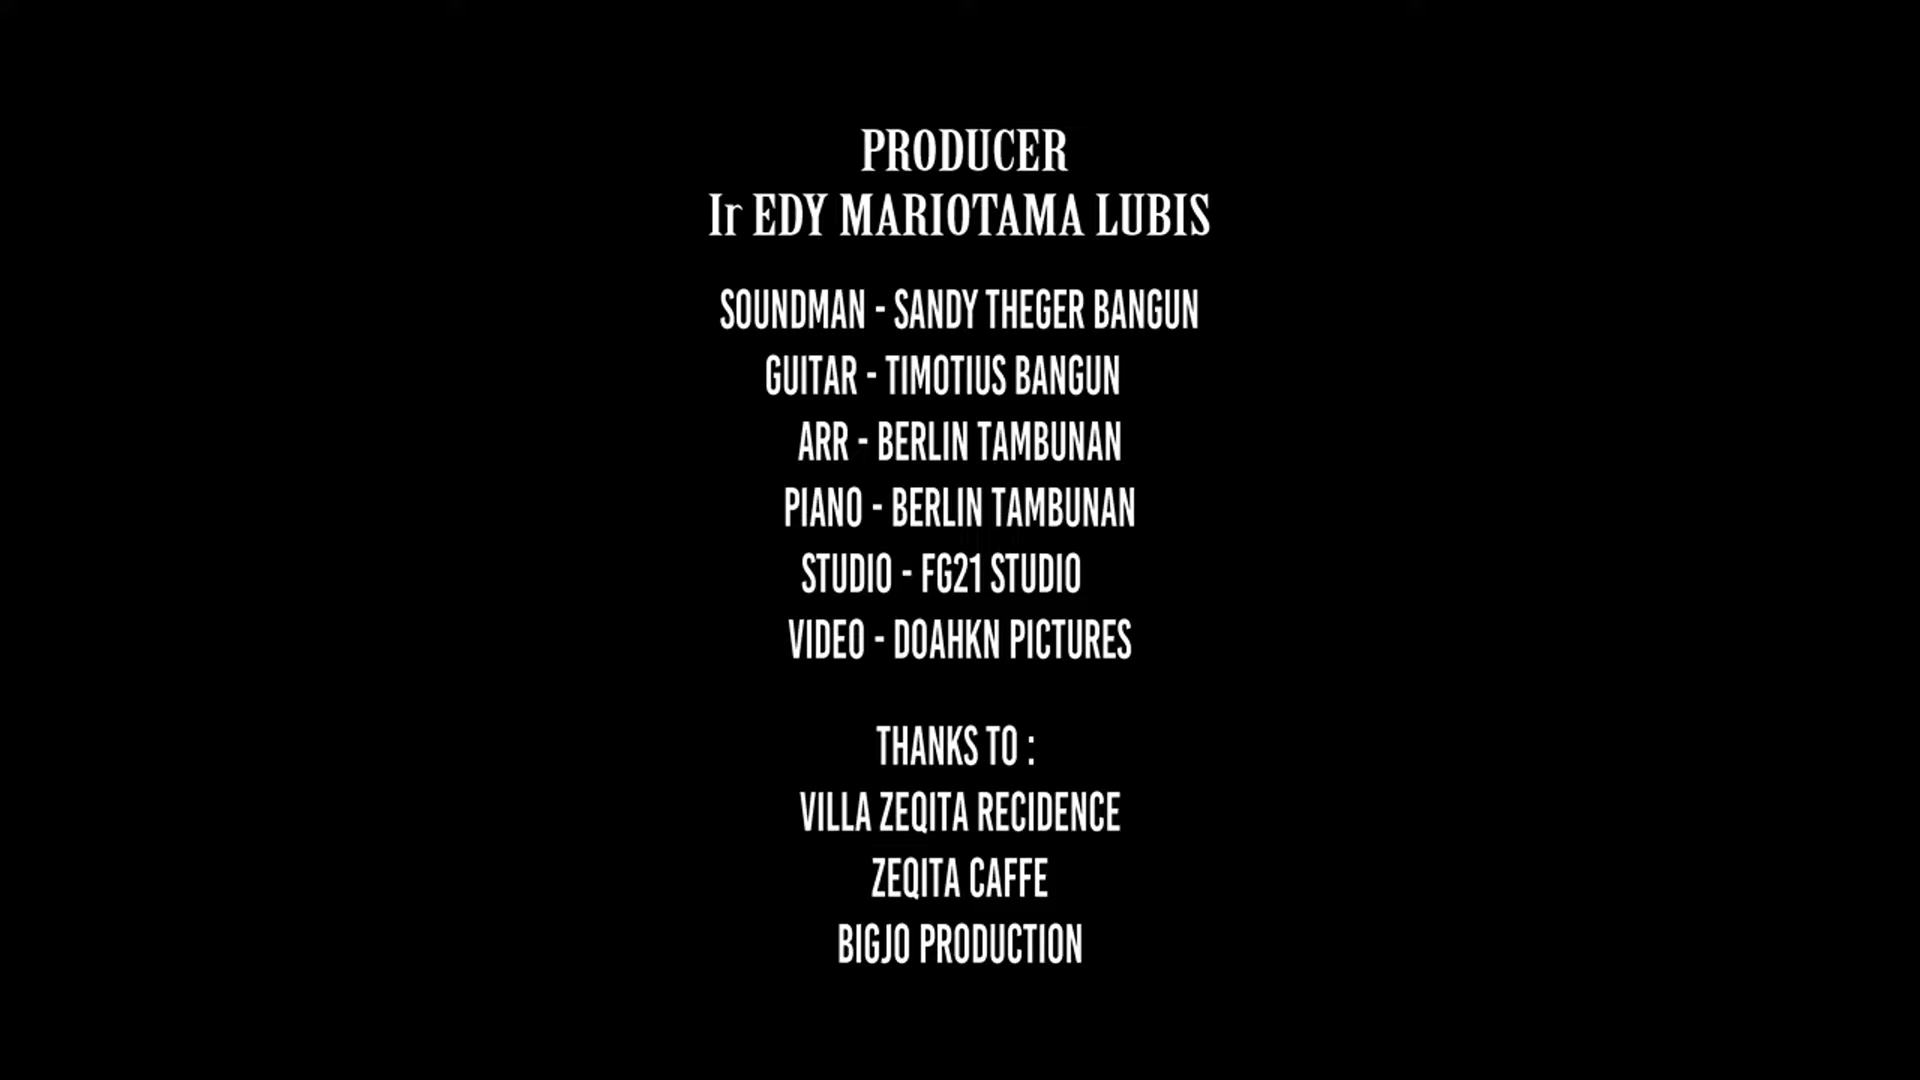 PRODUCER
Ir EDY MARIOTAMA LUBIS
SOUNDMAN - SANDY THEGER BANGUN
GUITAR - TIMOTIUS BANGUN
ARR - BERLIN TAMBUNAN
PIANO - BERLIN TAMBUNAN
STUDIO - FG21 STUDIO
VIDEO - DOAHKN PICTURES
THANKS TO :
VILLA ZEQITA RECIDENCE
ZEQITA CAFFE
BIGJO PRODUCTION